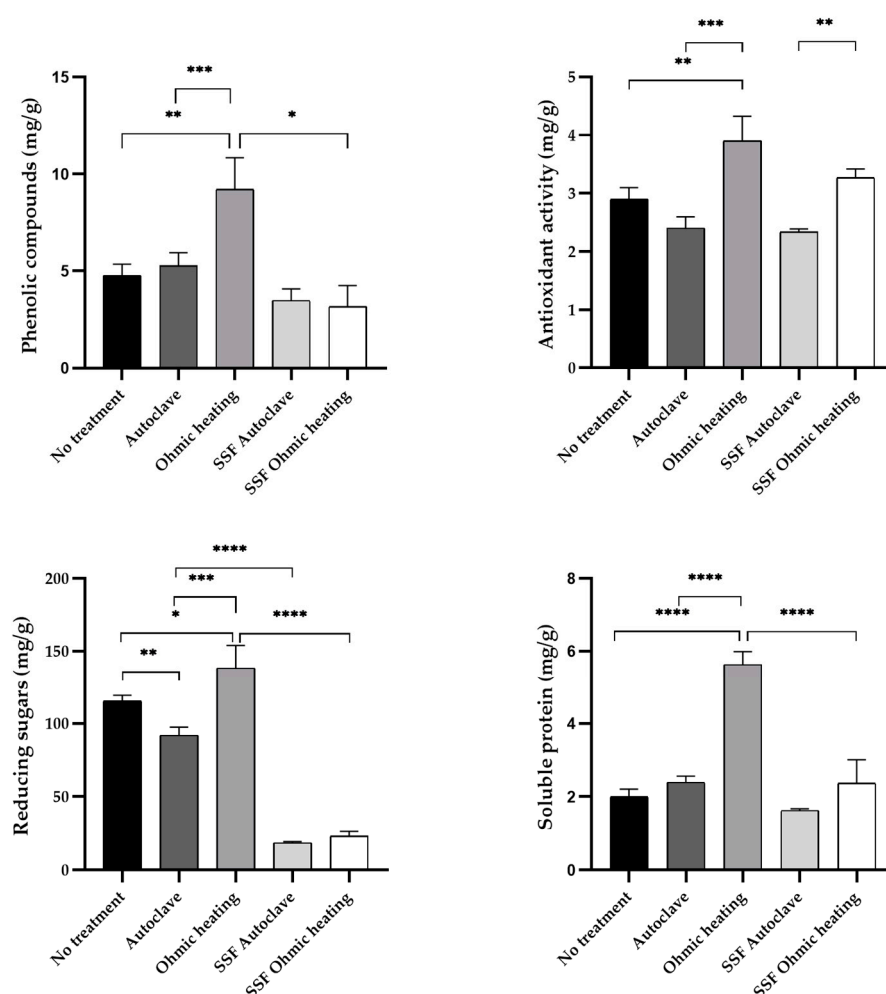 ***
**
*
Phenolic compounds (mg/g)
15
10
5
0
No treatment
Autoclave
Ohmic heating
SSF Autoclave
SSF Ohmic heating
***
**
**
Antioxidant activity (mg/g)
5
4
3
2
1
0
No treatment
Autoclave
Ohmic heating
SSF Autoclave
SSF Ohmic heating
****
***
*
****
**
Reducing sugars (mg/g)
200
150
100
50
0
No treatment
Autoclave
Ohmic heating
SSF Autoclave
SSF Ohmic heating
****
****
****
Soluble protein (mg/g)
8
6
4
2
0
No treatment
Autoclave
Ohmic heating
SSF Autoclave
SSF Ohmic heating